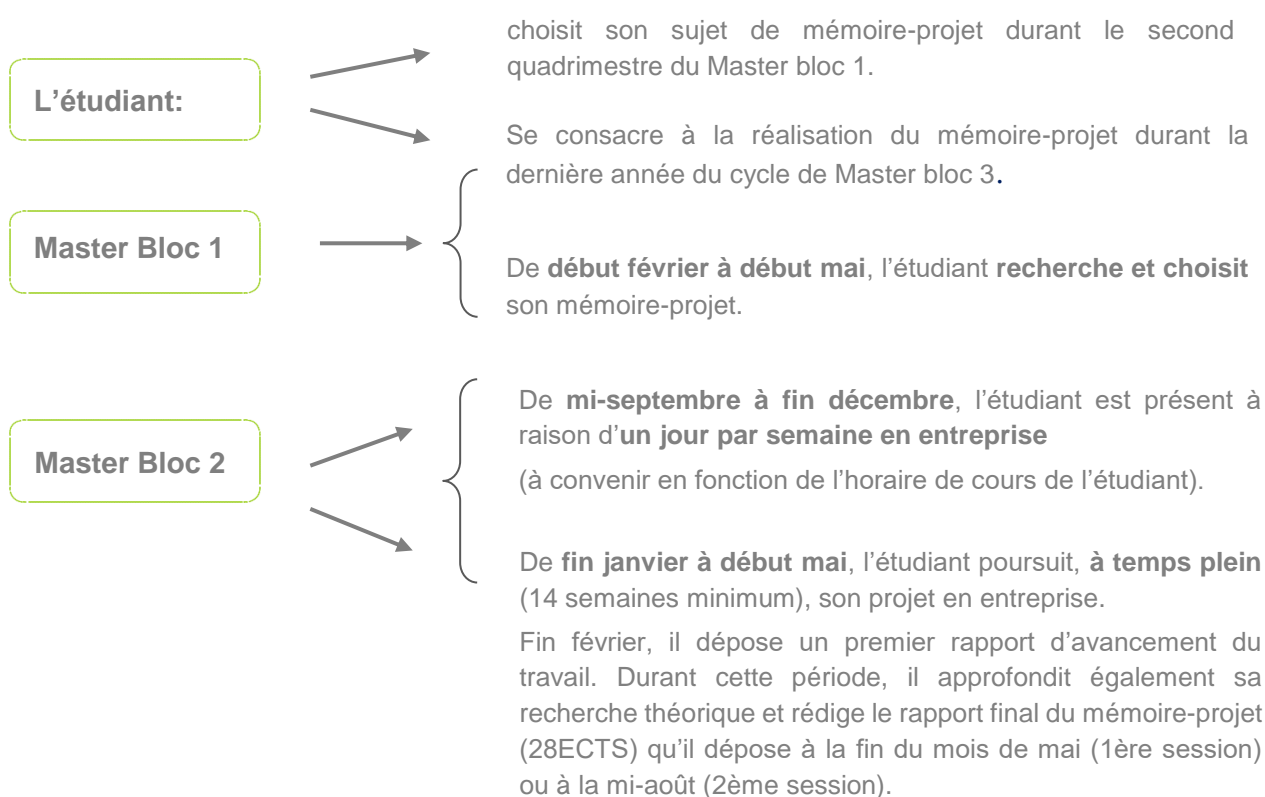 choisit son sujet de mémoire-projet durant le second
quadrimestre du Master bloc 1.
L’étudiant:
Se consacre à la réalisation du mémoire-projet durant la
dernière année du cycle de Master bloc 3.
Master Bloc 1
De début février à début mai, l’étudiant recherche et choisit
son mémoire-projet.
De mi-septembre à fin décembre, l’étudiant est présent à
raison d’un jour par semaine en entreprise
Master Bloc 2
(à convenir en fonction de l’horaire de cours de l’étudiant).
De fin janvier à début mai, l’étudiant poursuit, à temps plein
(14 semaines minimum), son projet en entreprise.
Fin février, il dépose un premier rapport d’avancement du
travail. Durant cette période, il approfondit également sa
recherche théorique et rédige le rapport final du mémoire-projet
(28ECTS) qu’il dépose à la fin du mois de mai (1ère session)
ou à la mi-août (2ème session).